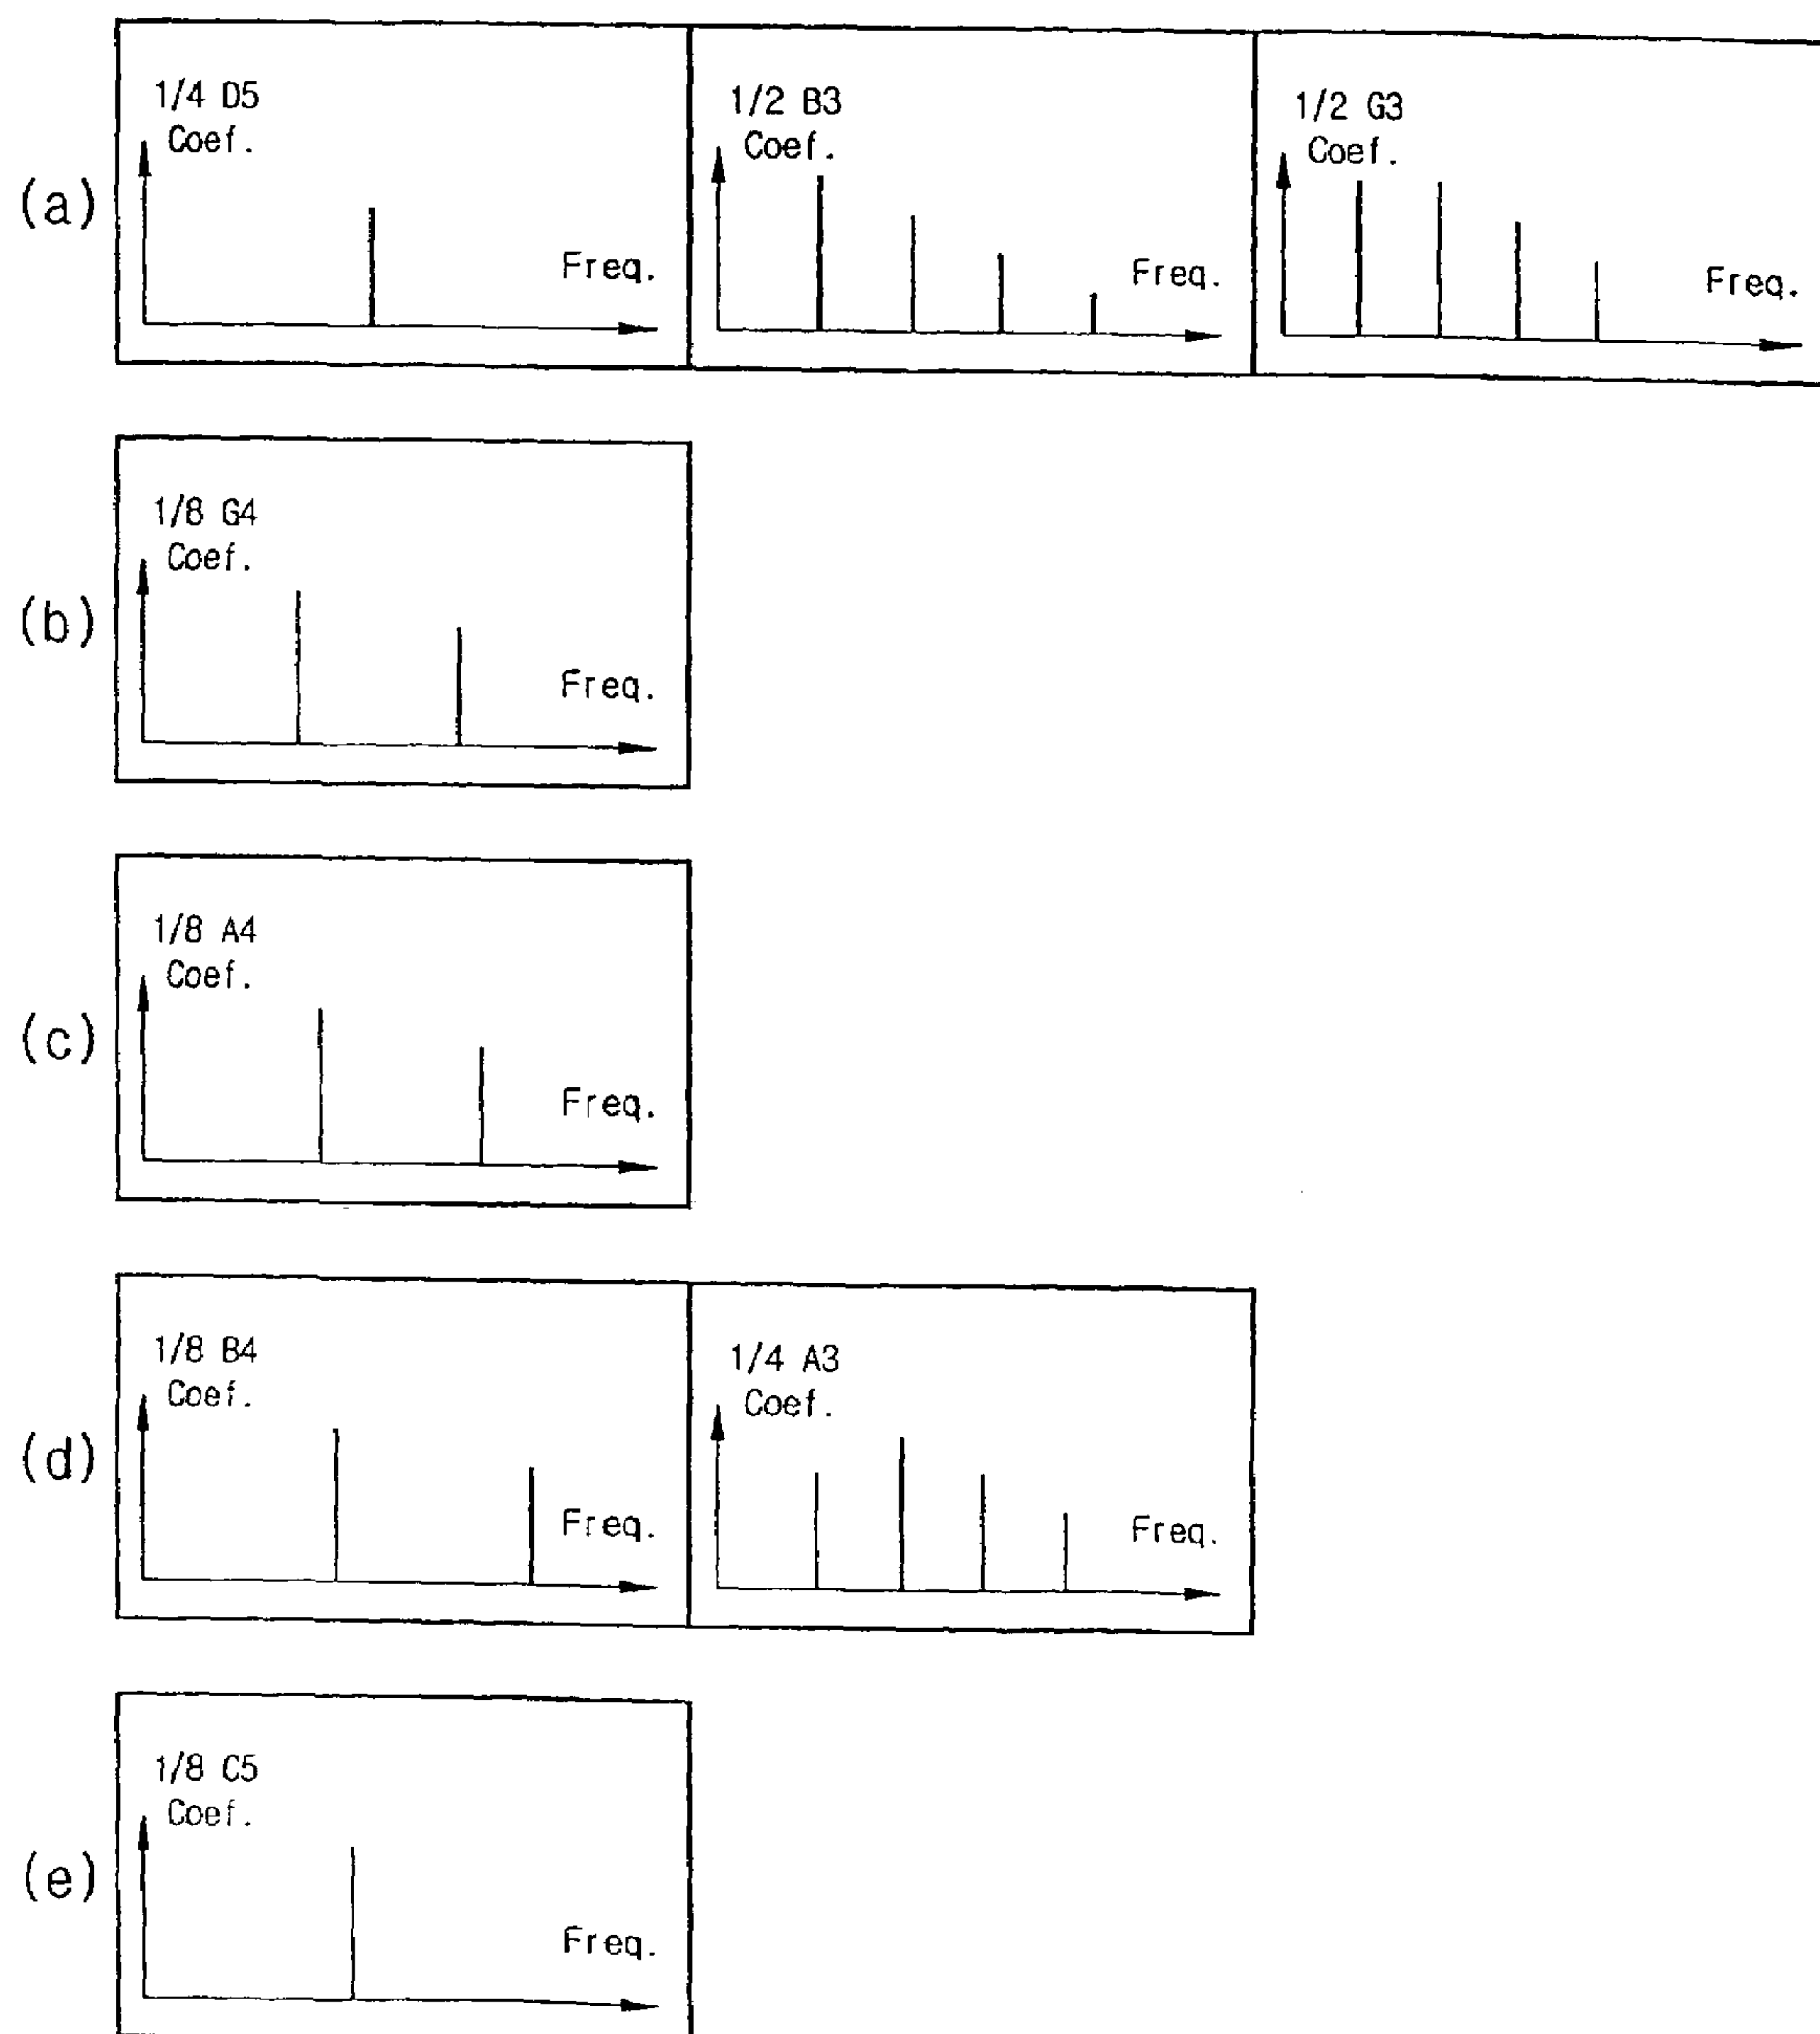 (a)
1/4 D5
Coef.
Freq.
1/2 B3
Coef.
Freq.
1/2 G3
Coef.
Freq.
(b)
1/8 G4
Coef.
Freq.
(c)
1/8 A4
Coef.
Freq.
(d)
1/8 B4
Coef.
Freq.
1/4 A3
Coef.
Freq.
(e)
1/8 C5
Coef.
Freq.